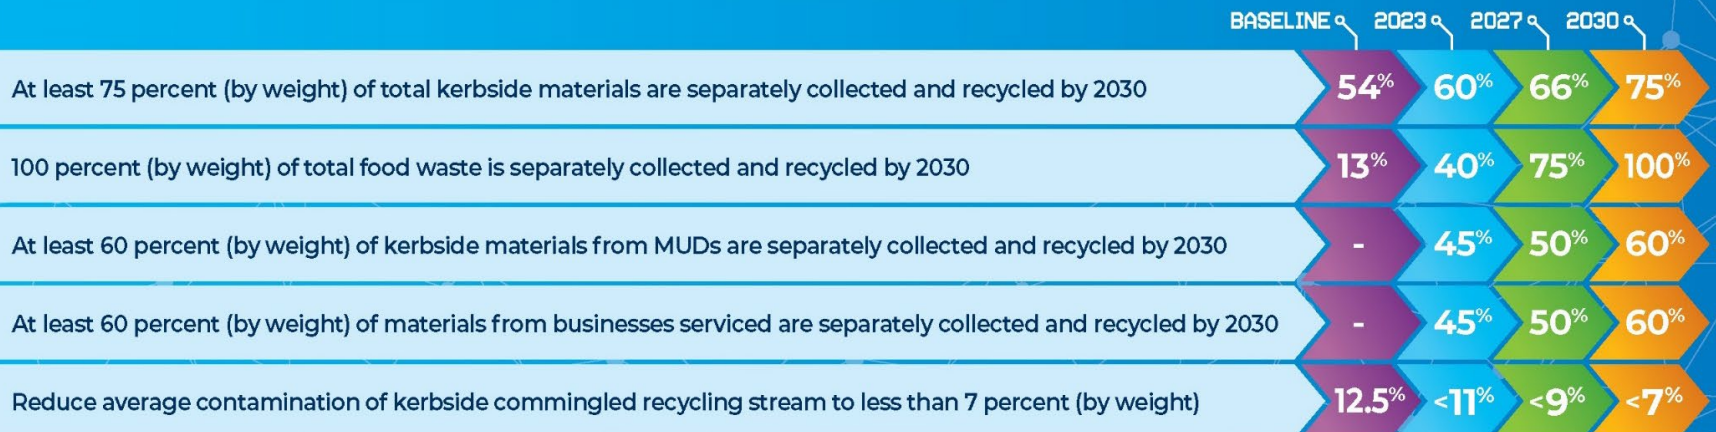 BASELINE 2023 2027 2030
At least 75 percent (by weight) of total kerbside materials are separately collected and recycled by 2030 54% 60% 66% 75%
100 percent (by weight) of total food waste is separately collected and recycled by 2030 13% 40% 75% 100%
At least 60 percent (by weight) of kerbside materials from MUDs are separately collected and recycled by 2030 - 45% 50% 60%
At least 60 percent (by weight) of materials from businesses serviced are separately collected and recycled by 2030 - 45% 50% 60%
Reduce average contamination of kerbside commingled recycling stream to less than 7 percent (by weight) 12.5% <11% <9% <7%